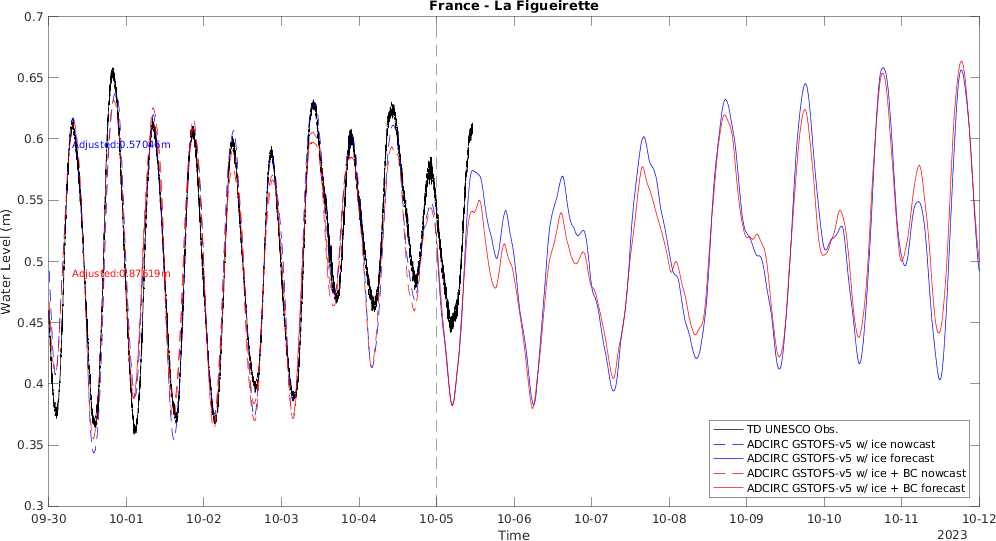 France - La Figueirette
0.7
0.65
0.6
0.55
0.5
0.45
0.4
0.35
0.3
Water Level (m)
Adjusted:0.57046m
Adjusted:0.87619m
TD UNESCO Obs.
ADCIRC GSTOFS-v5 w/ ice nowcast
ADCIRC GSTOFS-v5 w/ ice forecast
ADCIRC GSTOFS-v5 w/ ice + BC nowcast
ADCIRC GSTOFS-v5 w/ ice + BC forecast
09-30 10-01 10-02 10-03 10-04 10-05 10-06 10-07 10-08 10-09 10-10 10-11 10-12
Time
2023